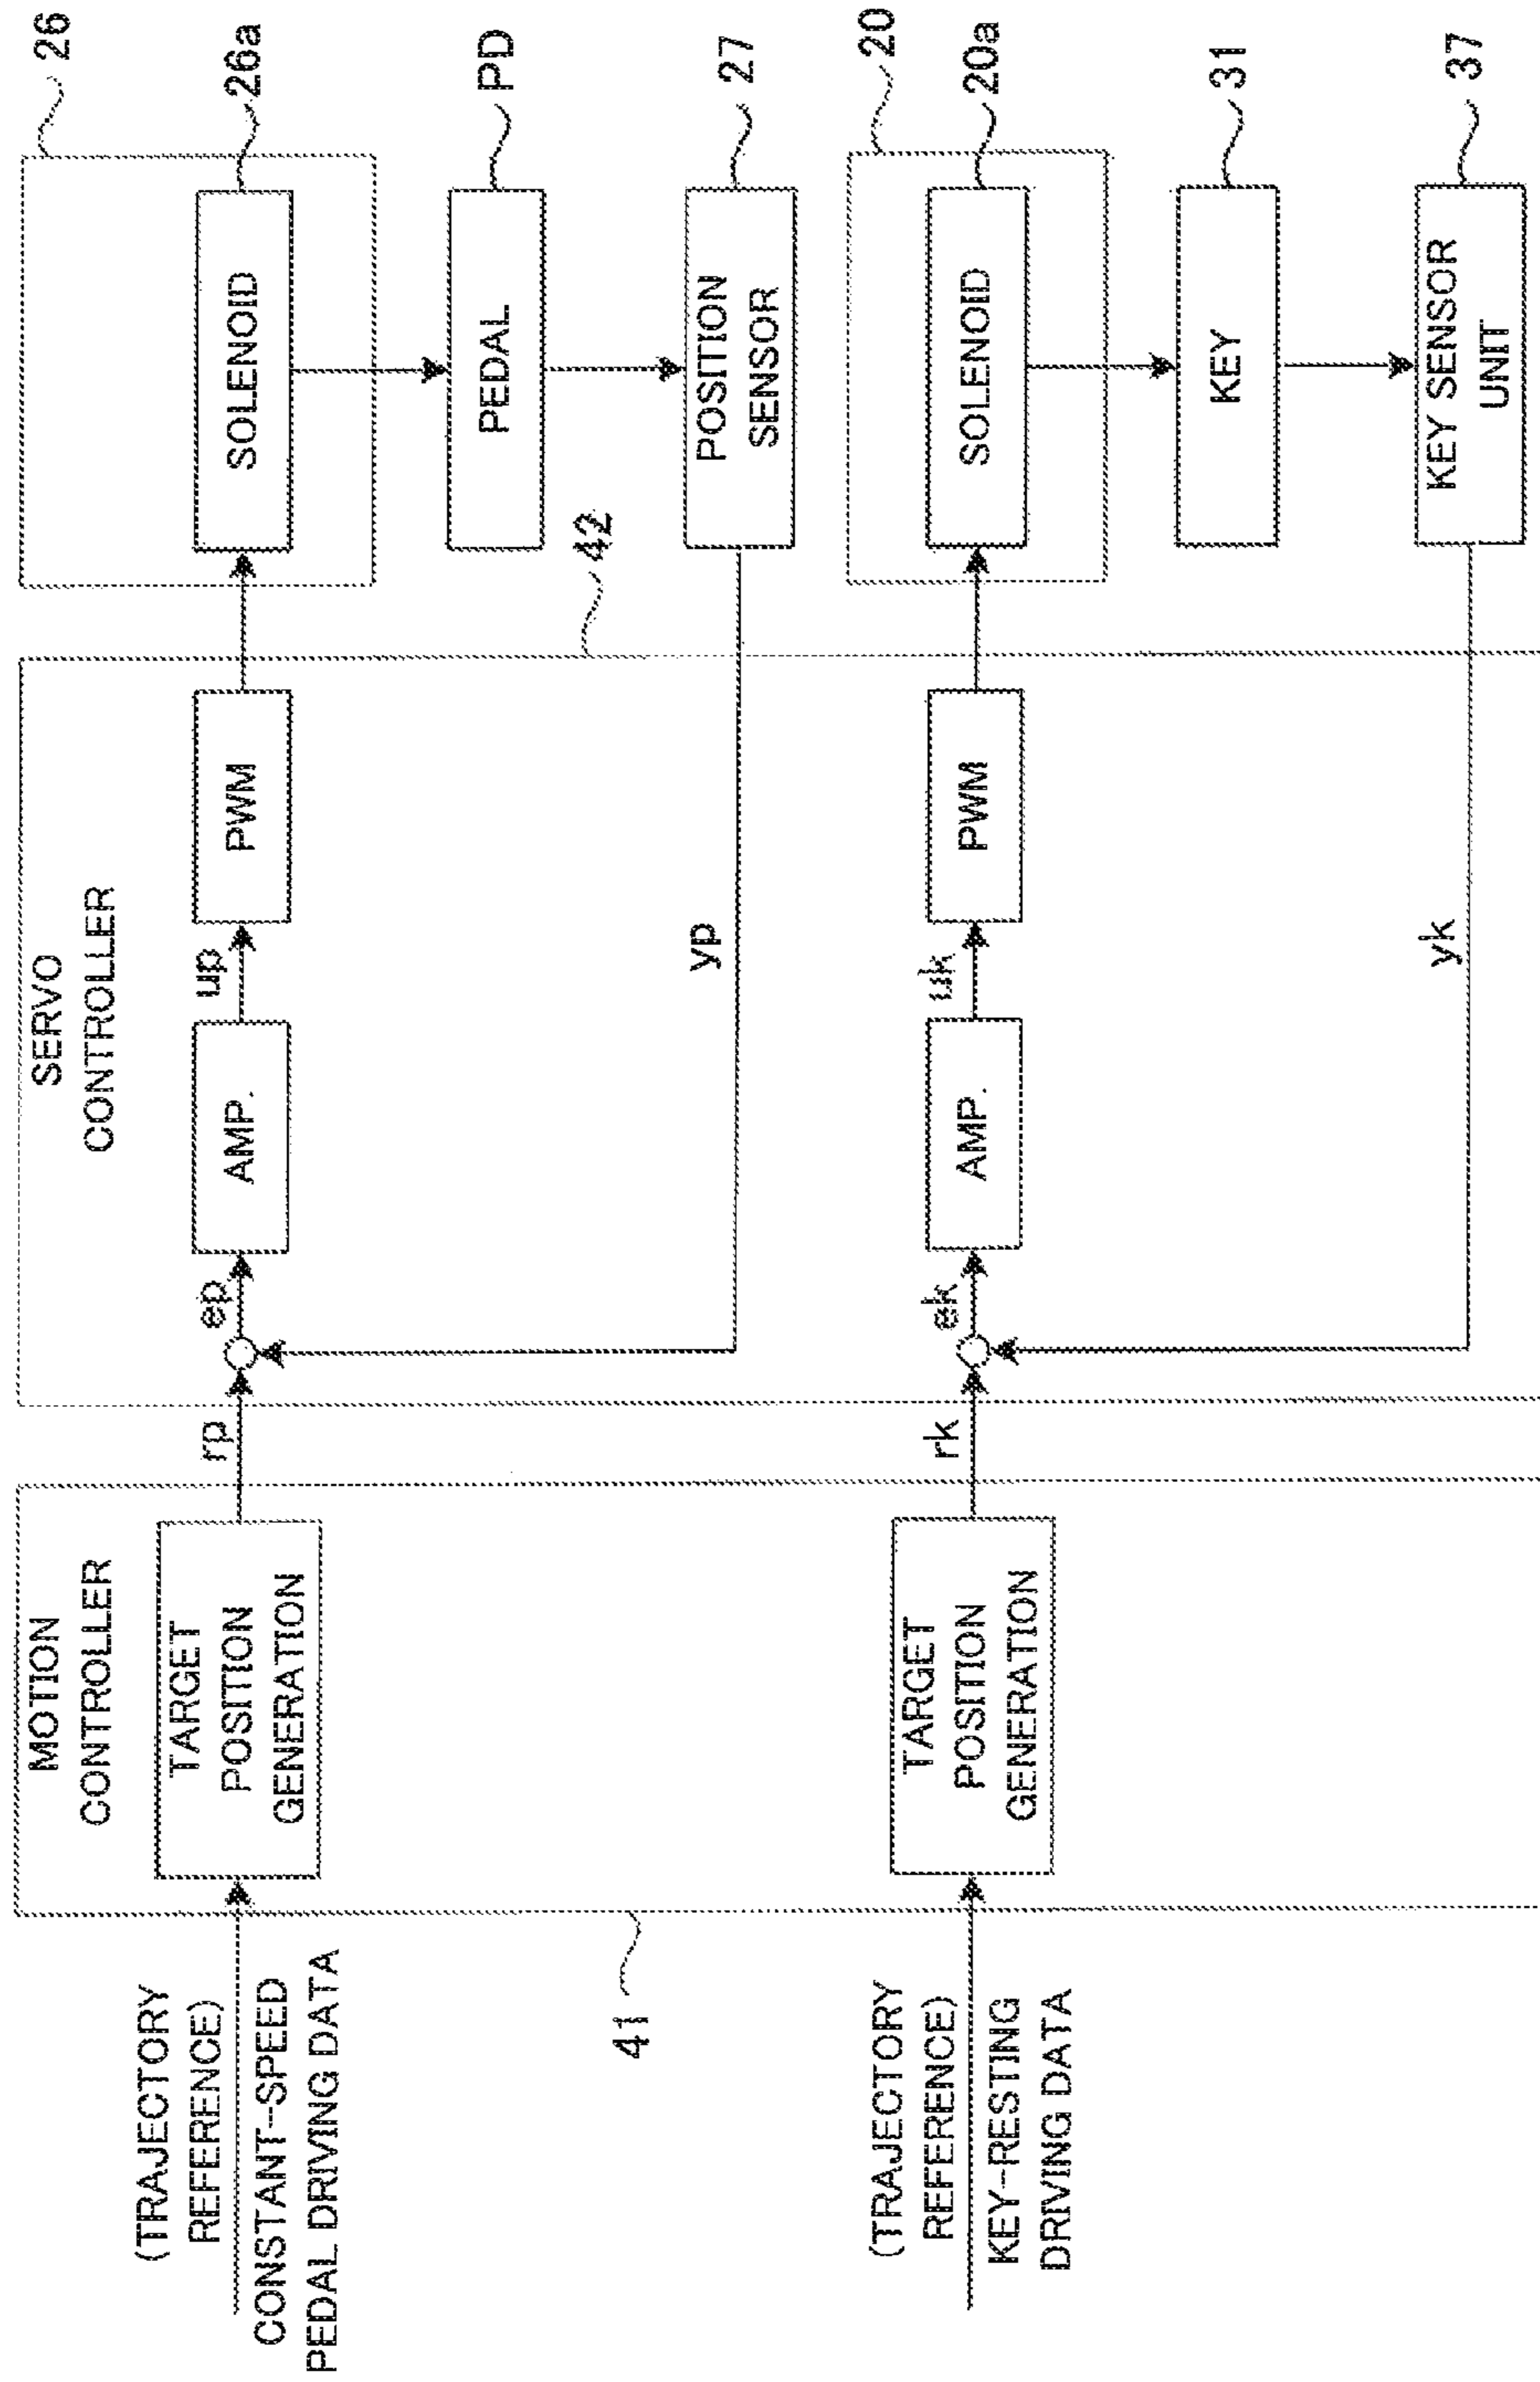 (TRAJECTORY
REFERENCE)
CONSTANT-SPEED
PEDAL DRIVING DATA
41
MOTION
CONTROLLER
TARGET
POSITION
GENERATION
rp
SERVO
CONTROLLER
ep
AMP.
up
PWM
yp
42
SOLENOID
26
26a
PEDAL
PD
POSITION
SENSOR
27
(TRAJECTORY
REFERENCE)
KEY-RESTING
DRIVING DATA
TARGET
POSITION
GENERATION
rk
ek
AMP.
uk
PWM
yk
SOLENOID
20
20a
KEY
31
KEY SENSOR
UNIT
37